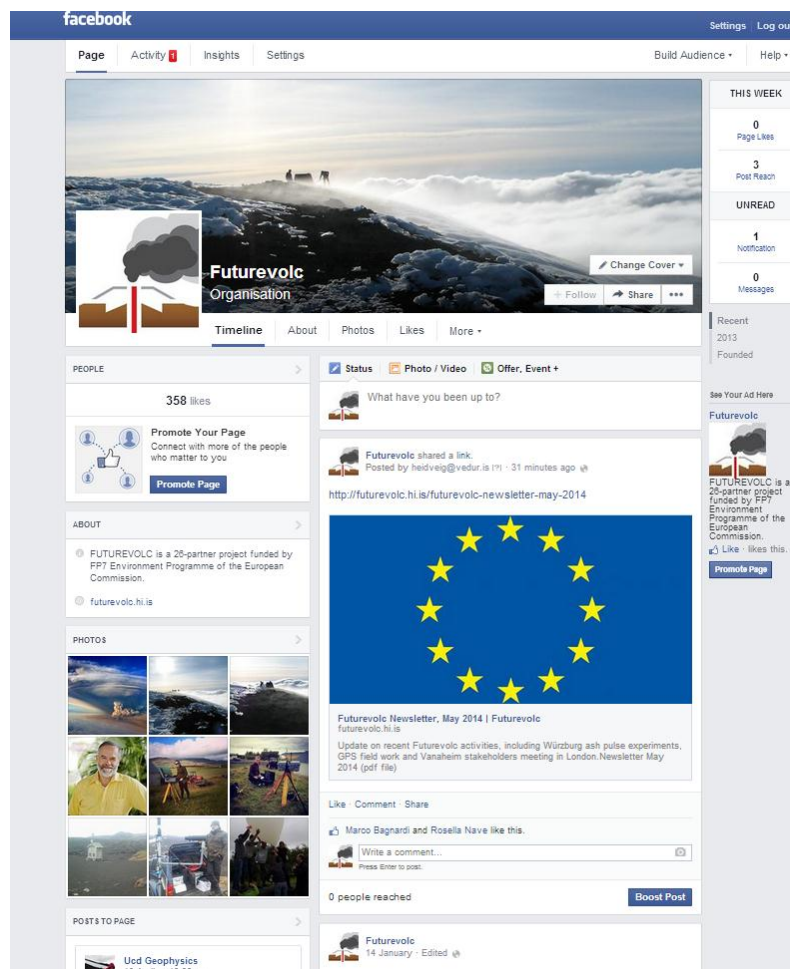 facebook
Settings Log ou
Page Activity 1 Insights Settings Build Audience Help
THIS WEEK
0
Page Likes
3
Post Reach
UNREAD
1
Notification
0
Messages
Recent
2013
Founded
Futurevolc
Organisation
Change Cover
+ Follow Share •••
Timeline About Photos Likes More
PEOPLE
358 likes
Promote Your Page
Connect with more of the people
who matter to you
Promote Page
ABOUT
FUTUREVOLC is a 26-partner project funded by
FP7 Environment Programme of the European
Commission.
futurevolc.hi.is
PHOTOS
POSTS TO PAGE
Ucd Geophysics
Status Photo / Video Offer, Event +
What have you been up to?
Futurevolc shared a link.
Posted by heidveig@vedur.is [?] · 31 minutes ago
http://futurevolc.hi.is/futurevolc-newsletter-may-2014
Futurevolc Newsletter, May 2014 | Futurevolc
futurevolc.hi.is
Update on recent Futurevolc activities, including Würzburg ash pulse experiments,
GPS field work and Vanaheim stakeholders meeting in London.Newsletter May
2014 (pdf file)
Like · Comment · Share
Marco Bagnardi and Rosella Nave like this.
Write a comment...
Press Enter to post.
0 people reached Boost Post
Futurevolc
14 January · Edited
See Your Ad Here
Futurevolc
FUTUREVOLC is a
26-partner project
funded by FP7
Environment
Programme of the
European
Commission.
Like · likes this.
Promote Page